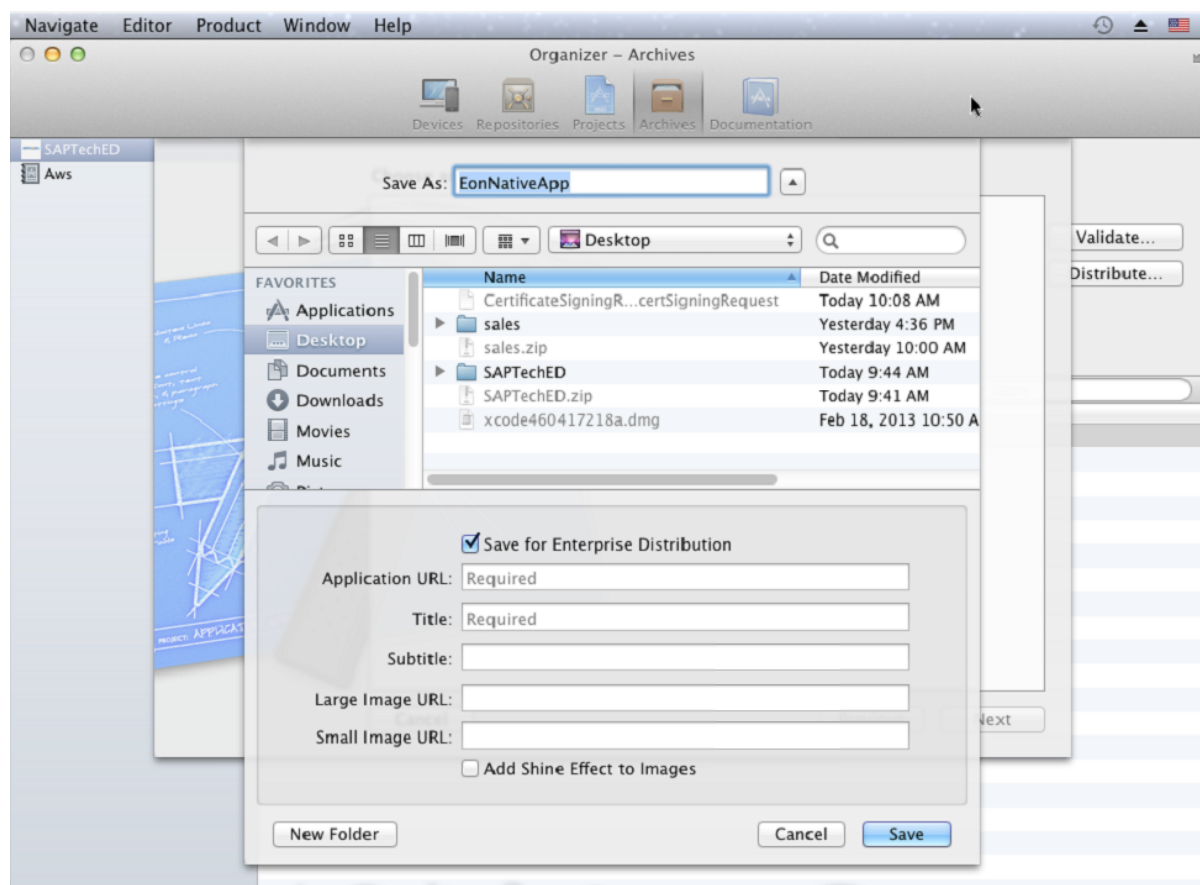 Navigate Editor Product Window Help
Organizer – Archives
Devices Repositories Projects Archives Documentation
SAPTechED
Aws
Save As: EonNativeApp
Desktop
Validate...
Distribute...
FAVORITES
Applications
Desktop
Documents
Downloads
Movies
Music
Name Date Modified
CertificateSigningR...certSigningRequest Today 10:08 AM
sales Yesterday 4:36 PM
sales.zip Yesterday 10:00 AM
SAPTechED Today 9:44 AM
SAPTechED.zip Today 9:41 AM
xcode460417218a.dmg Feb 18, 2013 10:50 A
Save for Enterprise Distribution
Application URL: Required
Title: Required
Subtitle:
Large Image URL:
Small Image URL:
Add Shine Effect to Images
Cancel
Next
New Folder Cancel Save